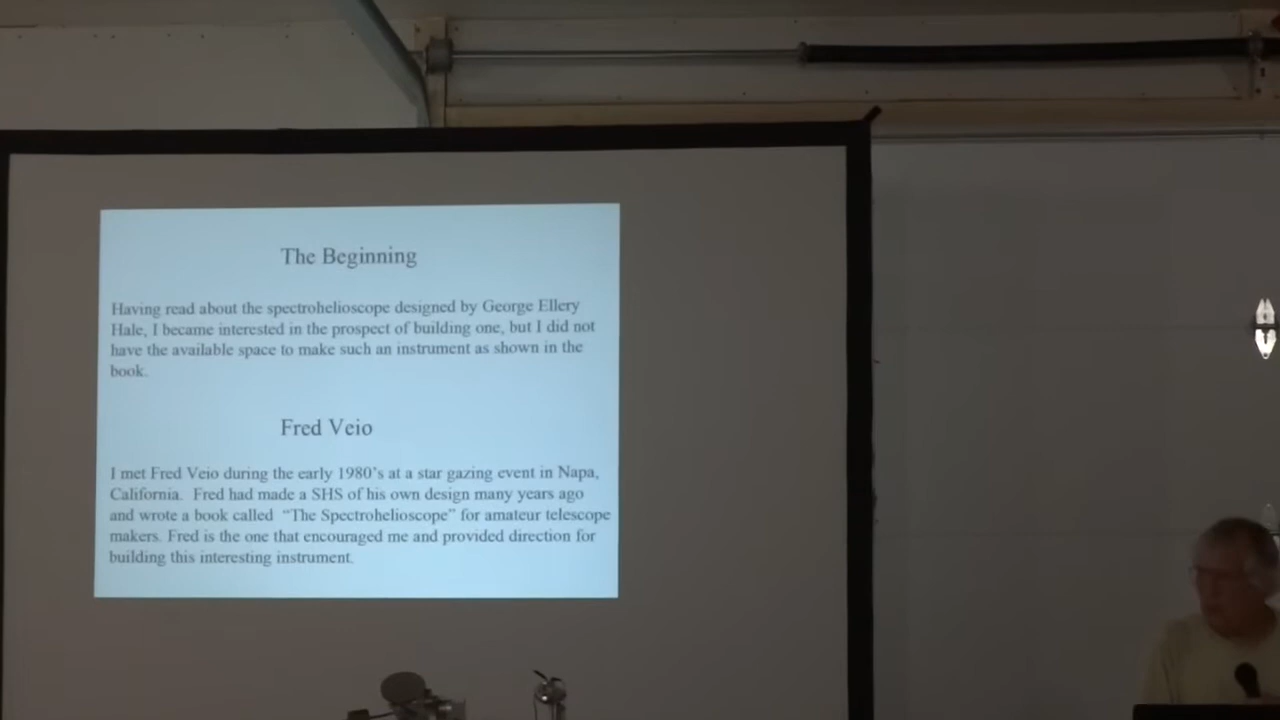 The Beginning
Having read about the spectrohelioscope designed by George Ellery
Hale, I became interested in the prospect of building one, but I did not
have the available space to make such an instrument as shown in the
book.
Fred Veio
I met Fred Veio during the early 1980's at a star gazing event in Napa,
California. Fred had made a SHS of his own design many years ago
and wrote a book called “The Spectrohelioscope” for amateur telescope
makers. Fred is the one that encouraged me and provided direction for
building this interesting instrument.